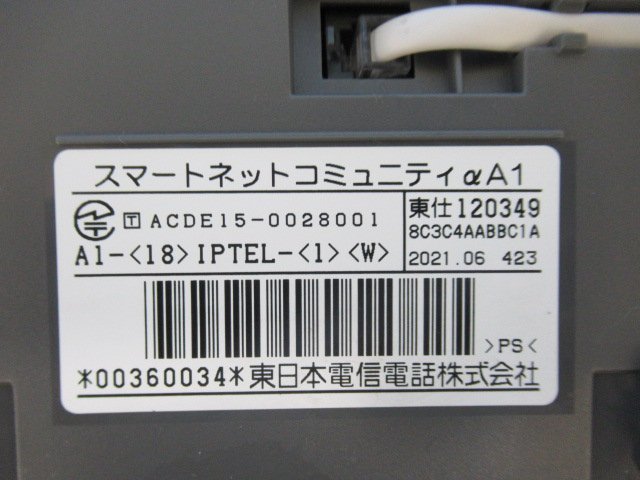 スマートネットコミュニティαA1
T ACDE15-0028001
東仕120349
8C3C4AABBC1A
A1-<18>IPTEL-<1><W>
2021.06 423
>PS<
*00360034*東日本電信電話株式会社